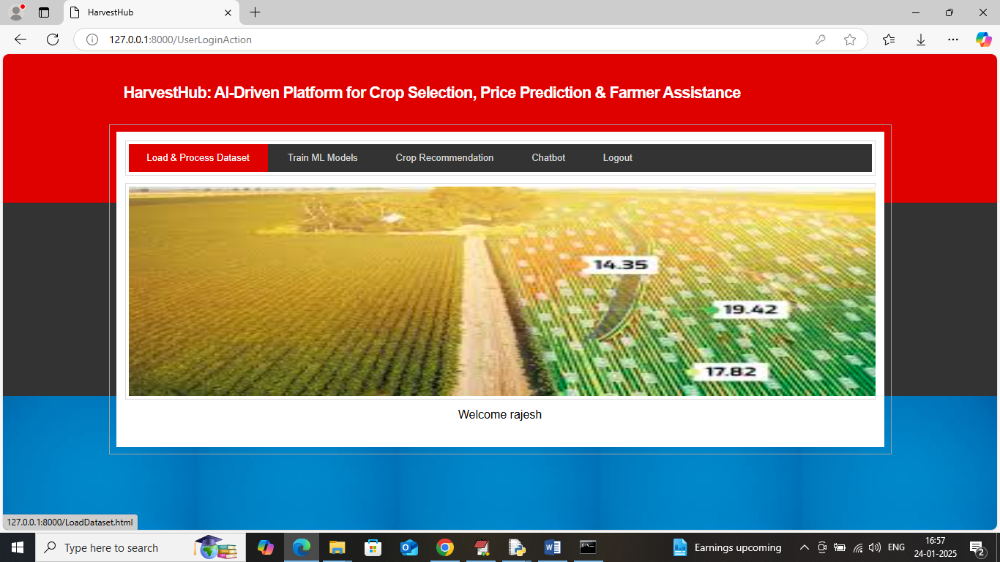 HarvestHub
127.0.0.1:8000/UserLoginAction
HarvestHub: AI-Driven Platform for Crop Selection, Price Prediction & Farmer Assistance
Load & Process Dataset Train ML Models Crop Recommendation Chatbot Logout
14.35
19.42
17.82
Welcome rajesh
127.0.0.1:8000/LoadDataset.html
Type here to search
Earnings upcoming
ENG
16:57
24-01-2025
2